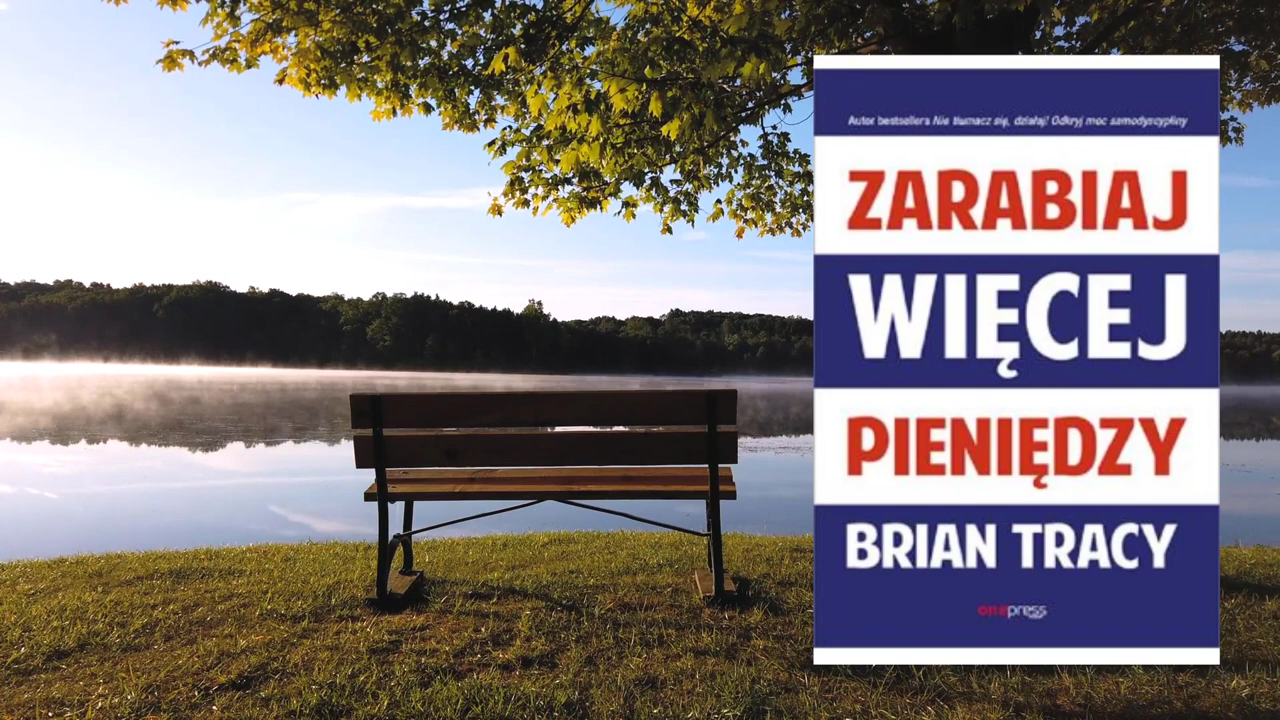 Autor bestsellera Nie tłumacz się, działaj! Odkryj moc samodyscypliny
ZARABIAJ
WIĘCEJ
PIENIĘDZY
BRIAN TRACY
onepress